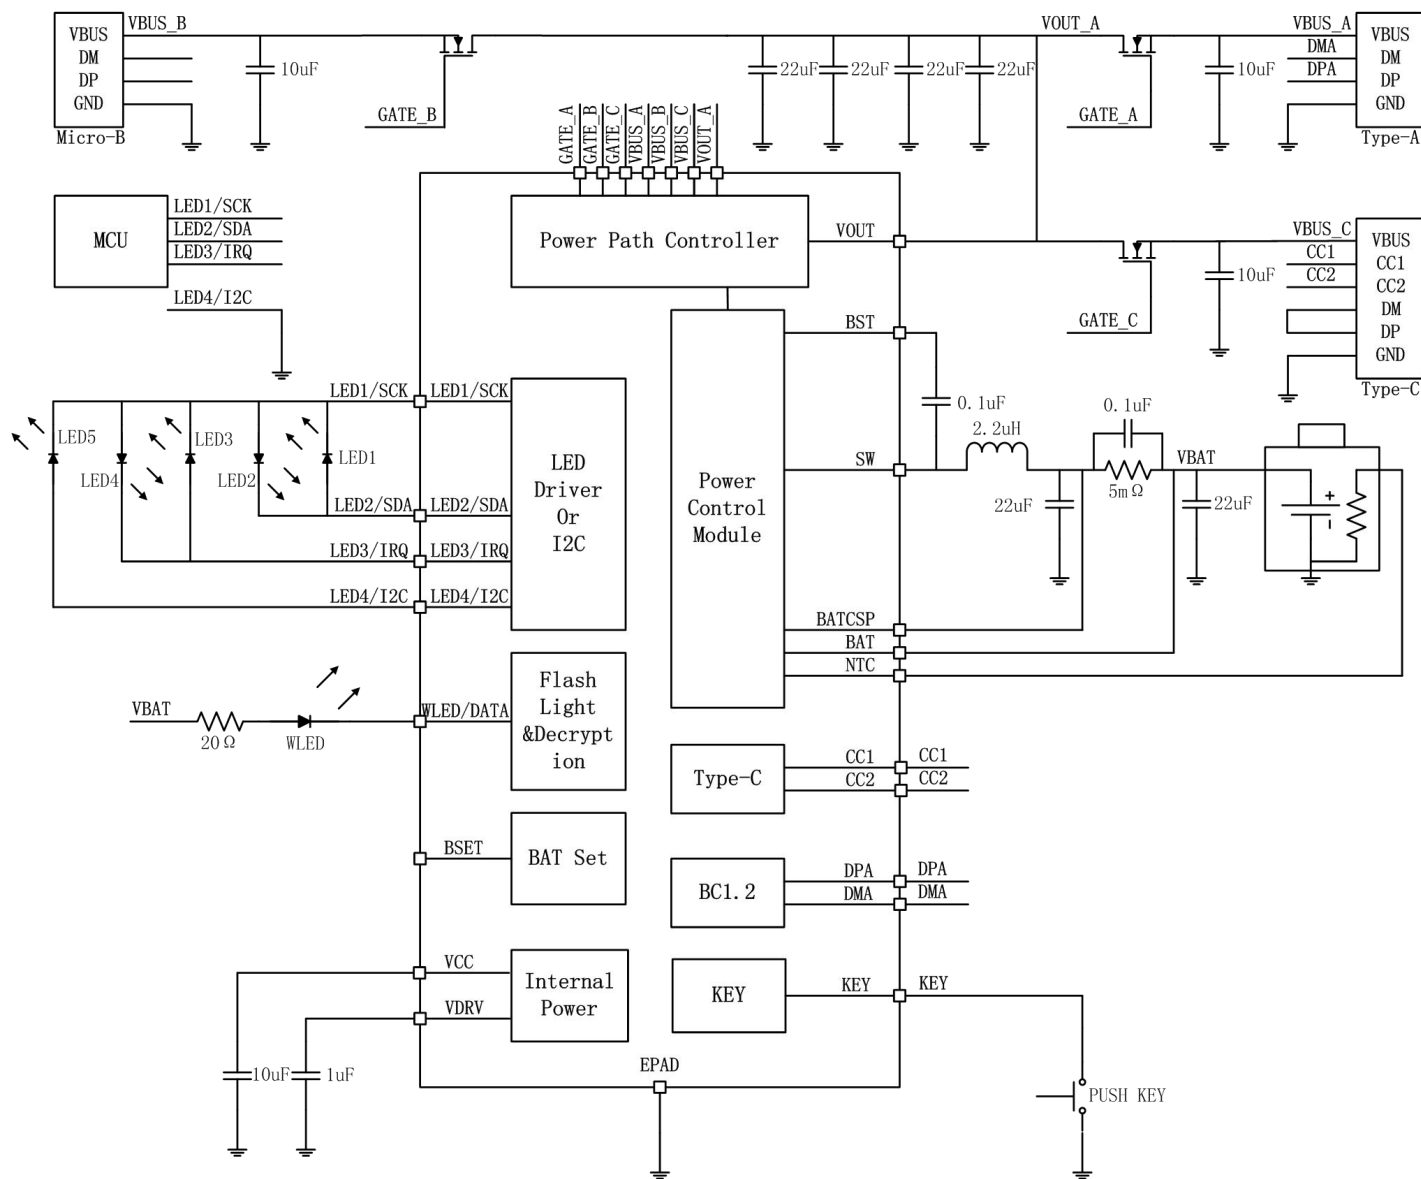 VBUS
DM
DP
GND
Micro-B
VBUS_B
10uF
GATE_B
22uF
22uF
22uF
22uF
VOUT_A
GATE_A
VBUS_A
DMA
DPA
10uF
VBUS
DM
DP
GND
Type-A
GATE_A
GATE_B
GATE_C
VBUS_A
VBUS_B
VBUS_C
VOUT_A
MCU
LED1/SCK
LED2/SDA
LED3/IRQ
LED4/I2C
Power Path Controller
VOUT
GATE_C
VBUS_C
CC1
CC2
10uF
VBUS
CC1
CC2
DM
DP
GND
Type-C
BST
0.1uF
2.2uH
SW
22uF
0.1uF
5mΩ
VBAT
22uF
+
-
Power
Control
Module
BATCSP
BAT
NTC
LED5
LED4
LED3
LED2
LED1
LED1/SCK
LED2/SDA
LED3/IRQ
LED4/I2C
LED1/SCK
LED2/SDA
LED3/IRQ
LED4/I2C
LED
Driver
Or
I2C
VBAT
20Ω
WLED
WLED/DATA
Flash
Light
&Decrypt
ion
Type-C
CC1
CC2
CC1
CC2
BSET
BAT Set
BC1.2
DPA
DMA
DPA
DMA
VCC
VDRV
Internal
Power
10uF
1uF
KEY
KEY
KEY
EPAD
PUSH KEY